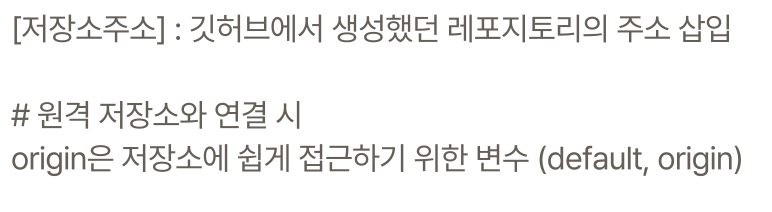 [저장소주소] : 깃허브에서 생성했던 레포지토리의 주소 삽입
# 원격 저장소와 연결 시
origin은 저장소에 쉽게 접근하기 위한 변수 (default, origin)